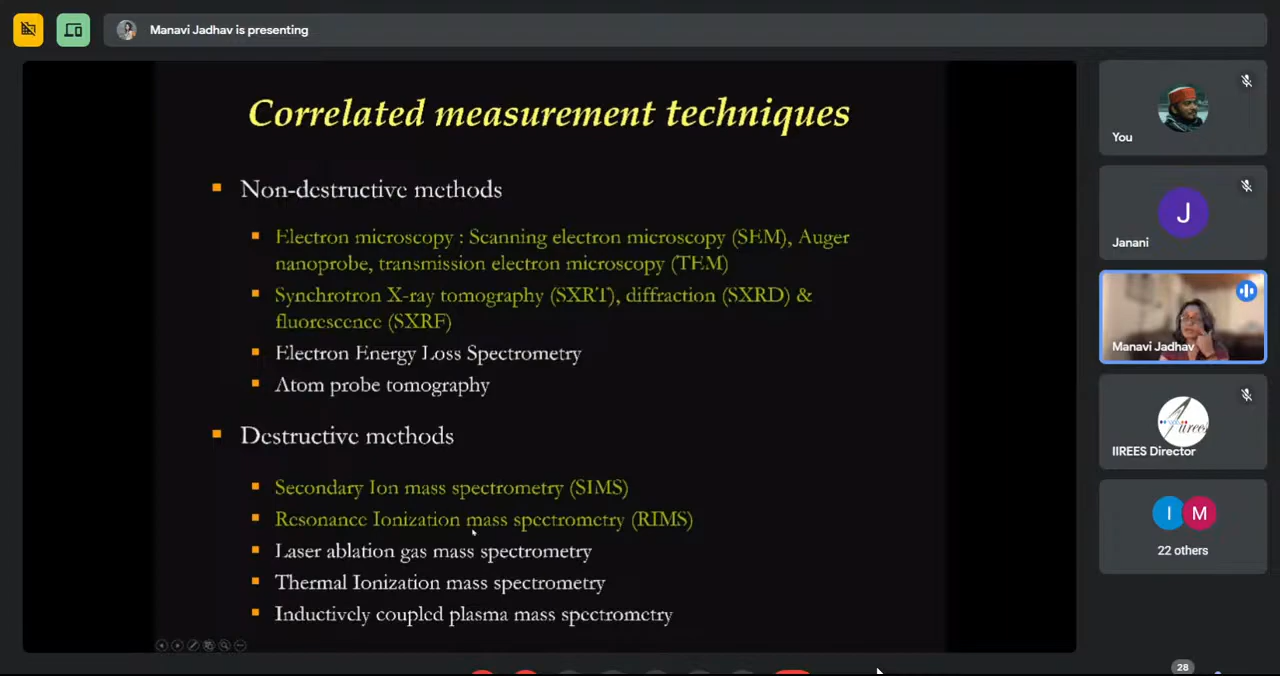 Manavi Jadhav is presenting
Correlated measurement techniques
Non-destructive methods
Electron microscopy : Scanning electron microscopy (SEM), Auger
nanoprobe, transmission electron microscopy (TEM)
Synchrotron X-ray tomography (SXRT), diffraction (SXRD) &
fluorescence (SXRF)
Electron Energy Loss Spectrometry
Atom probe tomography
Destructive methods
Secondary Ion mass spectrometry (SIMS)
Resonance Ionization mass spectrometry (RIMS)
Laser ablation gas mass spectrometry
Thermal Ionization mass spectrometry
Inductively coupled plasma mass spectrometry
You
J
Janani
Manavi Jadhav
IIREES Director
I M
22 others
28